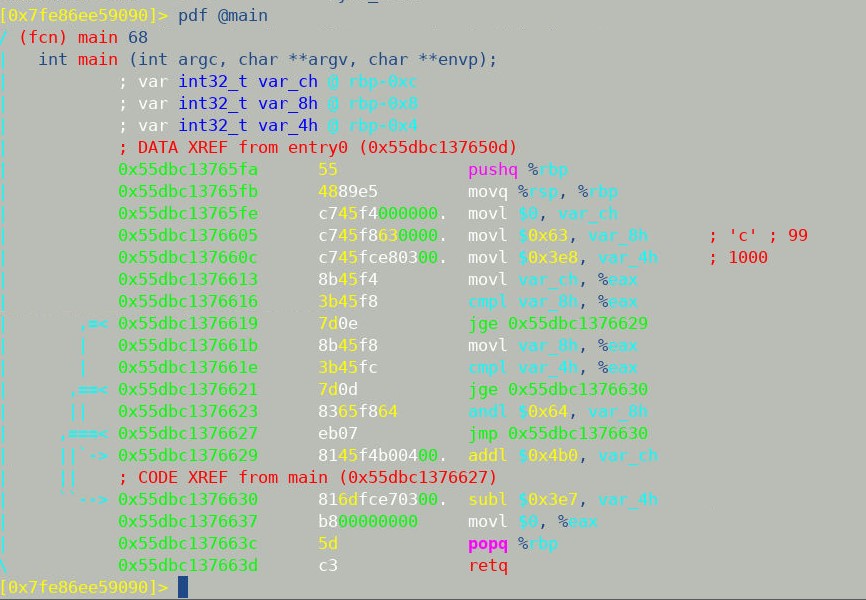 [0x7fe86ee59090]> pdf @main
/ (fcn) main 68
|   int main (int argc, char **argv, char **envp);
|           ; var int32_t var_ch @ rbp-0xc
|           ; var int32_t var_8h @ rbp-0x8
|           ; var int32_t var_4h @ rbp-0x4
|           ; DATA XREF from entry0 (0x55dbc137650d)
|           0x55dbc13765fa      55             pushq %rbp
|           0x55dbc13765fb      4889e5         movq %rsp, %rbp
|           0x55dbc13765fe      c745f4000000.  movl $0, var_ch
|           0x55dbc1376605      c745f8630000.  movl $0x63, var_8h      ; 'c' ; 99
|           0x55dbc137660c      c745fce80300.  movl $0x3e8, var_4h     ; 1000
|           0x55dbc1376613      8b45f4         movl var_ch, %eax
|           0x55dbc1376616      3b45f8         cmpl var_8h, %eax
|       ,=< 0x55dbc1376619      7d0e           jge 0x55dbc1376629
|       |   0x55dbc137661b      8b45f8         movl var_8h, %eax
|       |   0x55dbc137661e      3b45fc         cmpl var_4h, %eax
|      ,==< 0x55dbc1376621      7d0d           jge 0x55dbc1376630
|      ||   0x55dbc1376623      8365f864       andl $0x64, var_8h
|     ,===< 0x55dbc1376627      eb07           jmp 0x55dbc1376630
|     ||`-> 0x55dbc1376629      8145f4b00400.  addl $0x4b0, var_ch
|     ||    ; CODE XREF from main (0x55dbc1376627)
|     ``--> 0x55dbc1376630      816dfce70300.  subl $0x3e7, var_4h
|           0x55dbc1376637      b800000000     movl $0, %eax
|           0x55dbc137663c      5d             popq %rbp
\           0x55dbc137663d      c3             retq
[0x7fe86ee59090]>